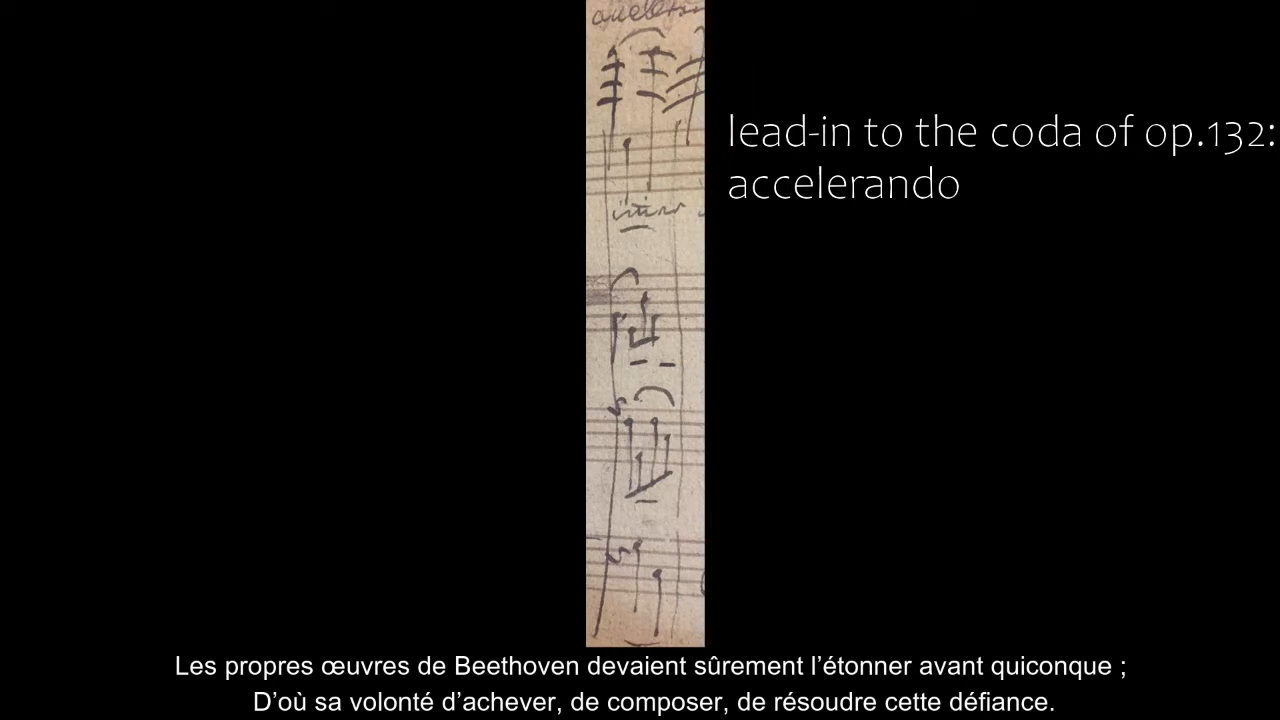 lead-in to the coda of op.132:
accelerando
Les propres œuvres de Beethoven devaient sûrement l’étonner avant quiconque ;
D’où sa volonté d’achever, de composer, de résoudre cette défiance.